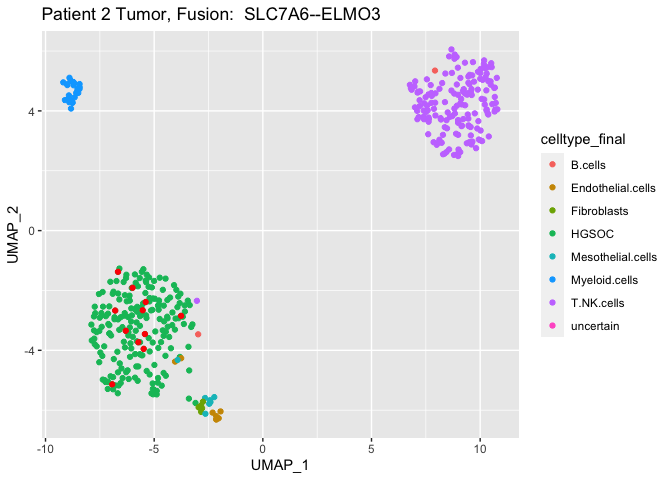 Patient 2 Tumor, Fusion:  SLC7A6--ELMO3
UMAP_2
4
0
-4
-10
-5
0
5
10
UMAP_1
celltype_final
B.cells
Endothelial.cells
Fibroblasts
HGSOC
Mesothelial.cells
Myeloid.cells
T.NK.cells
uncertain